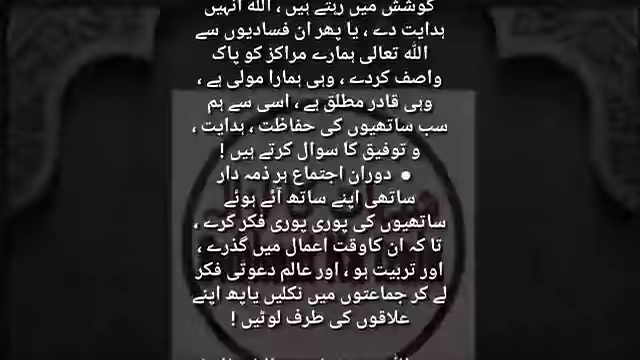 کوشش میں رہتے ہیں ، اللہ انہیں
ہدایت دے ، یا پھر ان فسادیوں سے
اللہ تعالی ہمارے مراکز کو پاک
واصف کردے ، وہی ہمارا مولی ہے ،
وہی قادر مطلق ہے ، اسی سے ہم
سب ساتھیوں کی حفاظت ، ہدایت ،
و توفیق کا سوال کرتے ہیں !
● دوران اجتماع ہر ذمہ دار
ساتھی اپنے ساتھ آئے ہوئے
ساتھیوں کی پوری پوری فکر کرے ،
تا کہ ان کاوقت اعمال میں گذرے ،
اور تربیت ہو ، اور عالم دعوتی فکر
لے کر جماعتوں میں نکلیں یاپھ اپنے
علاقوں کی طرف لوٹیں !